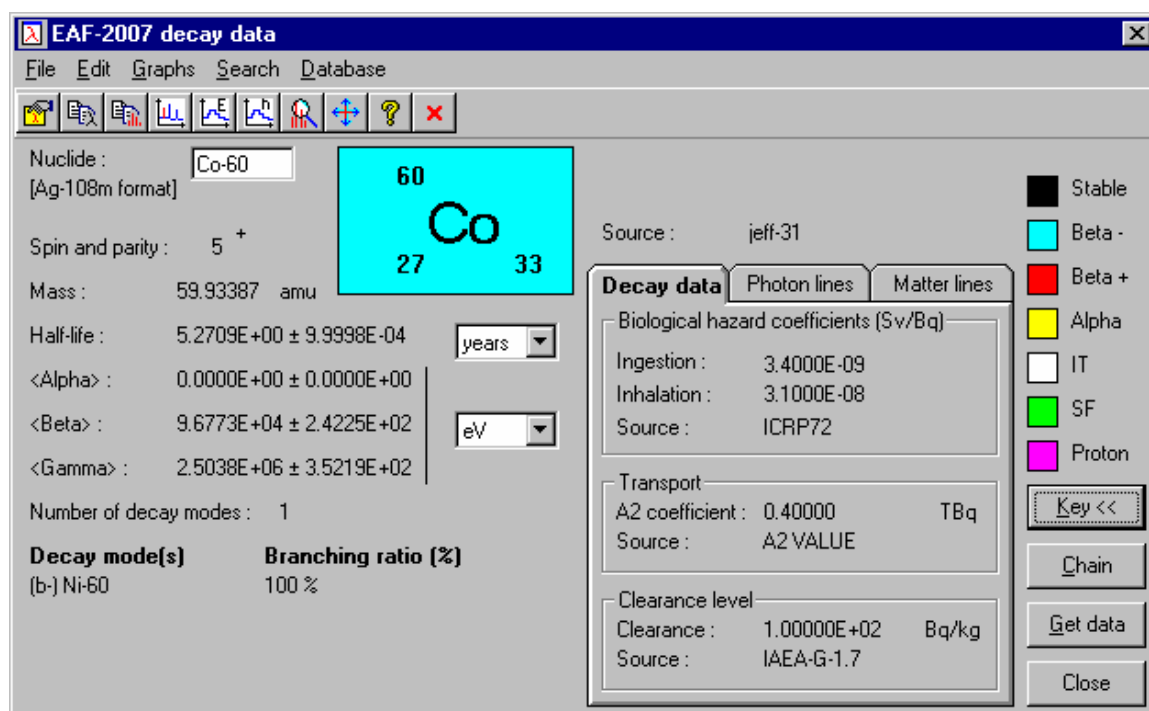 EAF-2007 decay data
File Edit Graphs Search Database
Nuclide : Co-60
[Ag-108m format]
60
Co
27 33
Spin and parity : 5 +
Mass : 59.93387 amu
Half-life : 5.2709E+00 ± 9.9998E-04 years
<Alpha> : 0.0000E+00 ± 0.0000E+00
<Beta> : 9.6773E+04 ± 2.4225E+02 eV
<Gamma> : 2.5038E+06 ± 3.5219E+02
Number of decay modes : 1
Decay mode(s) Branching ratio (%)
(b-) Ni-60 100 %
Source : jeff-31
Decay data Photon lines Matter lines
Biological hazard coefficients (Sv/Bq)
Ingestion : 3.4000E-09
Inhalation : 3.1000E-08
Source : ICRP72
Transport
A2 coefficient : 0.40000 TBq
Source : A2 VALUE
Clearance level
Clearance : 1.00000E+02 Bq/kg
Source : IAEA-G-1.7
Stable
Beta -
Beta +
Alpha
IT
SF
Proton
Key <<
Chain
Get data
Close